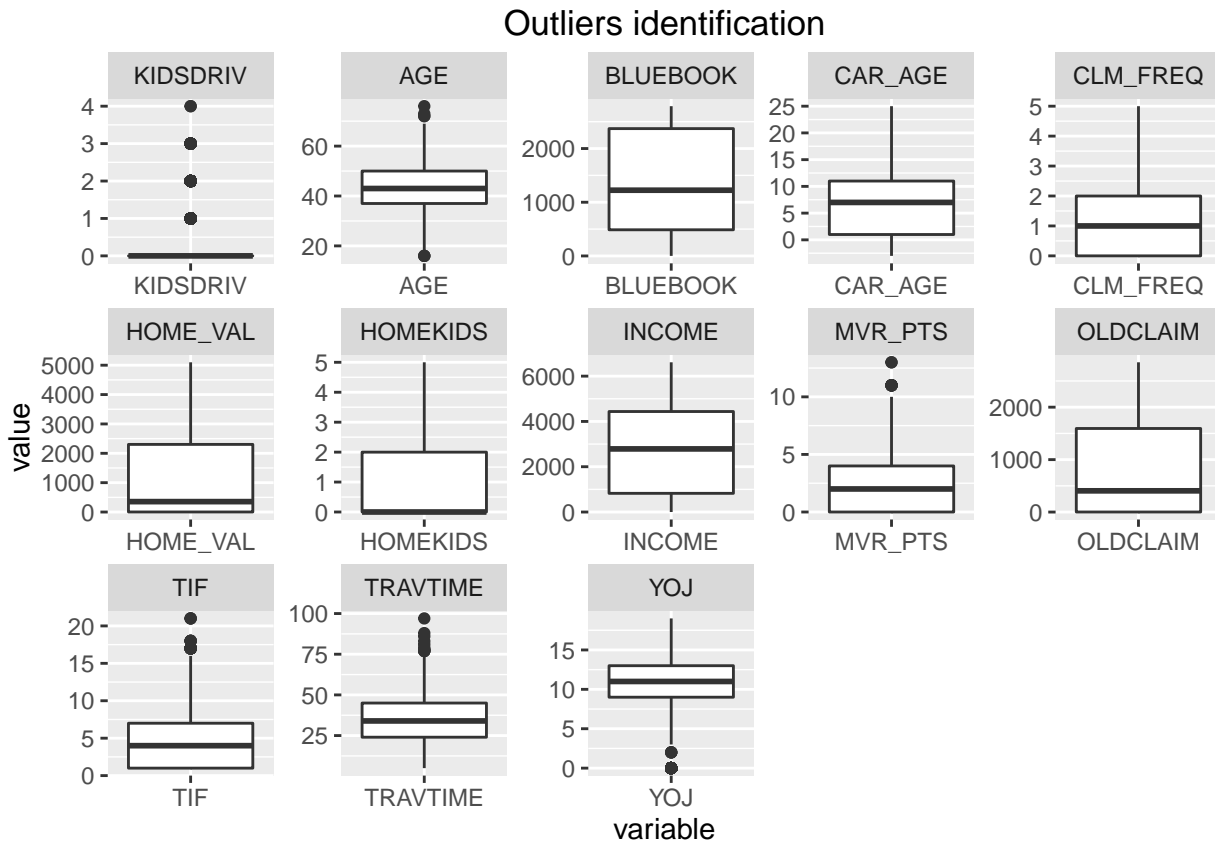 Outliers identification
KIDSDRIV AGE BLUEBOOK CAR_AGE CLM_FREQ
4 3 2 1 0
60 40 20
2000 1000 0
25 20 15 10 5 0
5 4 3 2 1 0
KIDSDRIV AGE BLUEBOOK CAR_AGE CLM_FREQ
HOME_VAL HOMEKIDS INCOME MVR_PTS OLDCLAIM
value
5000 4000 3000 2000 1000 0
5 4 3 2 1 0
6000 4000 2000 0
10 5 0
2000 1000 0
HOME_VAL HOMEKIDS INCOME MVR_PTS OLDCLAIM
TIF TRAVTIME YOJ
20 15 10 5 0
100 75 50 25
15 10 5 0
TIF TRAVTIME YOJ
variable